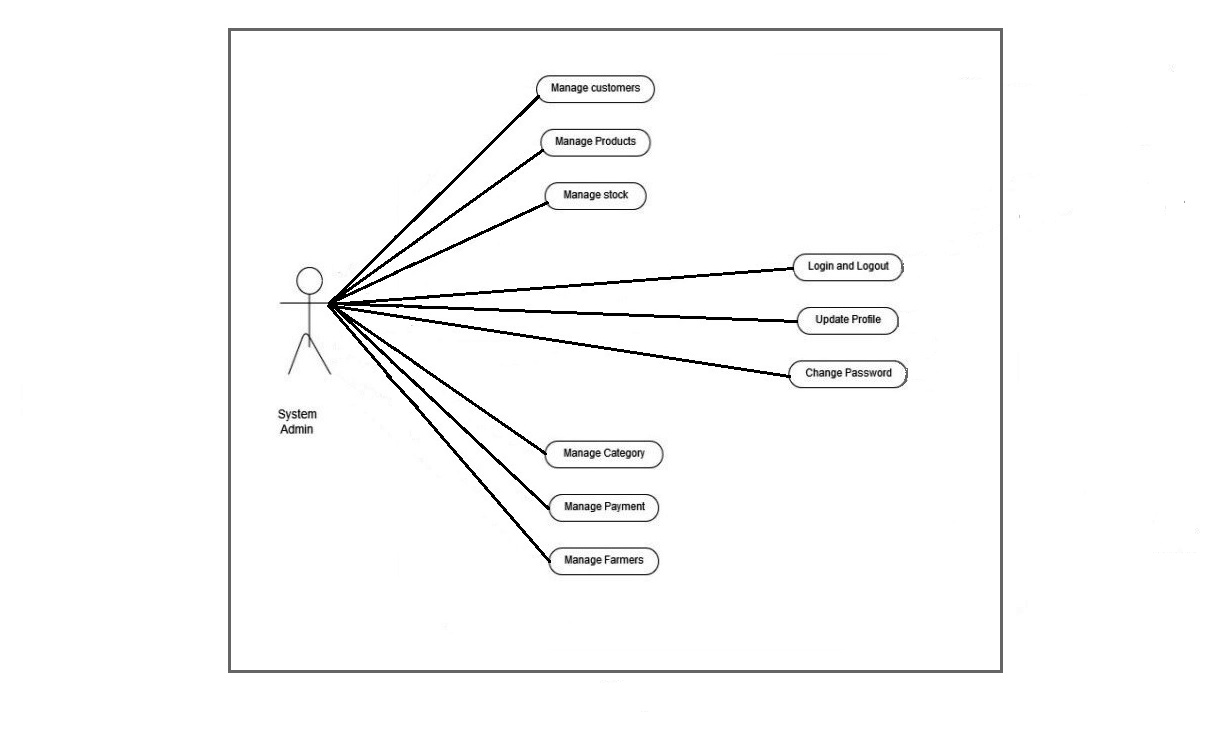 Manage customers
Manage Products
Manage stock
Login and Logout
Update Profile
Change Password
System
Admin
Manage Category
Manage Payment
Manage Farmers